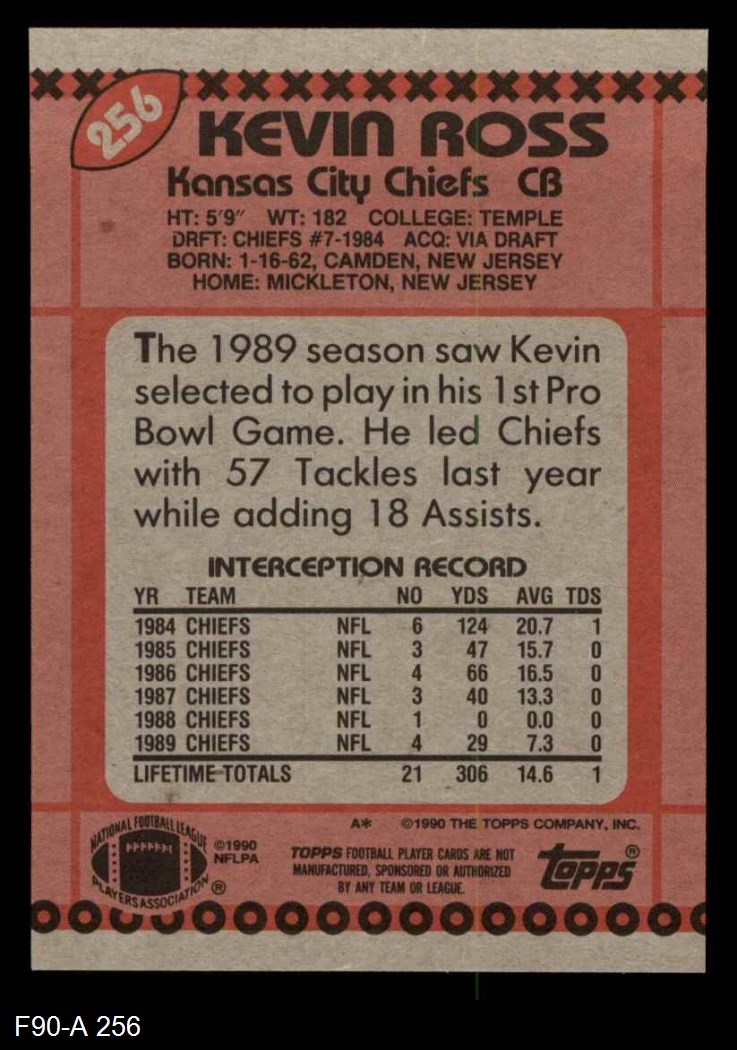 256
KEVIN ROSS
Kansas City Chiefs CB
HT: 5'9" WT: 182 COLLEGE: TEMPLE
DRFT: CHIEFS #7-1984 ACQ: VIA DRAFT
BORN: 1-16-62, CAMDEN, NEW JERSEY
HOME: MICKLETON, NEW JERSEY
The 1989 season saw Kevin
selected to play in his 1st Pro
Bowl Game. He led Chiefs
with 57 Tackles last year
while adding 18 Assists.
INTERCEPTION RECORD
YR TEAM NO YDS AVG TDS
1984 CHIEFS NFL 6 124 20.7 1
1985 CHIEFS NFL 3 47 15.7 0
1986 CHIEFS NFL 4 66 16.5 0
1987 CHIEFS NFL 3 40 13.3 0
1988 CHIEFS NFL 1 0 0.0 0
1989 CHIEFS NFL 4 29 7.3 0
LIFETIME TOTALS 21 306 14.6 1
A* ©1990 THE TOPPS COMPANY, INC.
NATIONAL FOOTBALL LEAGUE
PLAYERS ASSOCIATION ®
©1990
NFLPA
TOPPS FOOTBALL PLAYER CARDS ARE NOT
MANUFACTURED, SPONSORED OR AUTHORIZED
BY ANY TEAM OR LEAGUE.
topps ®
F90-A 256